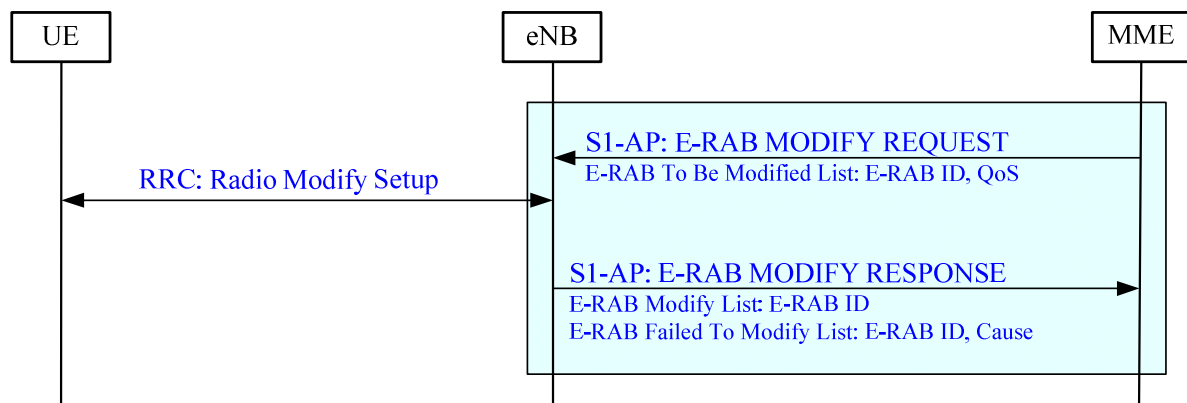 UE
eNB
MME
S1-AP: E-RAB MODIFY REQUEST
E-RAB To Be Modified List: E-RAB ID, QoS
RRC: Radio Modify Setup
S1-AP: E-RAB MODIFY RESPONSE
E-RAB Modify List: E-RAB ID
E-RAB Failed To Modify List: E-RAB ID, Cause